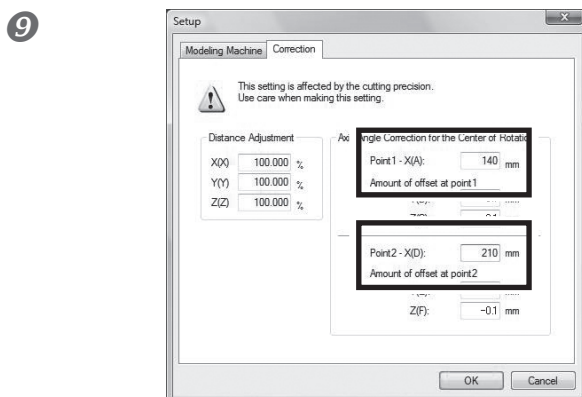 9
Setup
Modeling Machine Correction
This setting is affected by the cutting precision.
Use care when making this setting.
Distance Adjustment
Angle Correction for the Center of Rotatio
X(X) 100.000 %
Y(Y) 100.000 %
Z(Z) 100.000 %
Point1 - X(A): 140 mm
Amount of offset at point1
Point2 - X(D): 210 mm
Amount of offset at point2
Z(F): -0.1 mm
OK Cancel